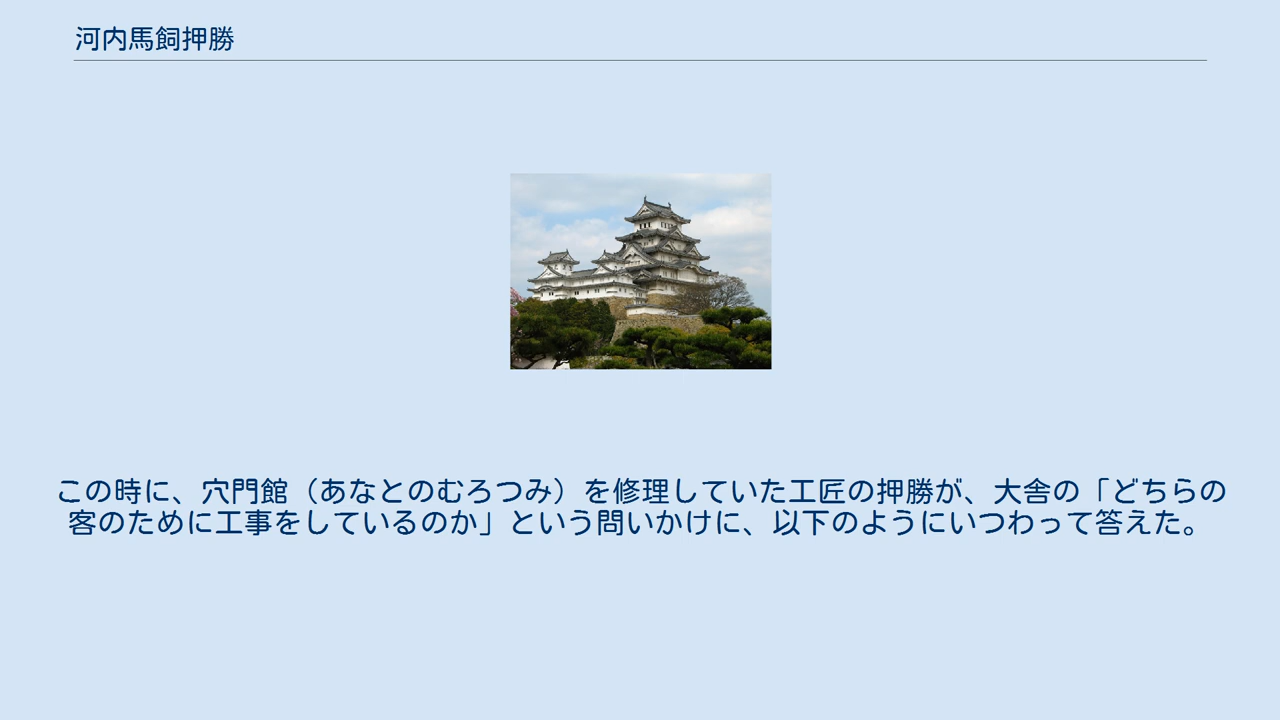 河内馬飼押勝
この時に、穴門館（あなとのむろつみ）を修理していた工匠の押勝が、大舎の「どちらの
客のために工事をしているのか」という問いかけに、以下のようにいつわって答えた。